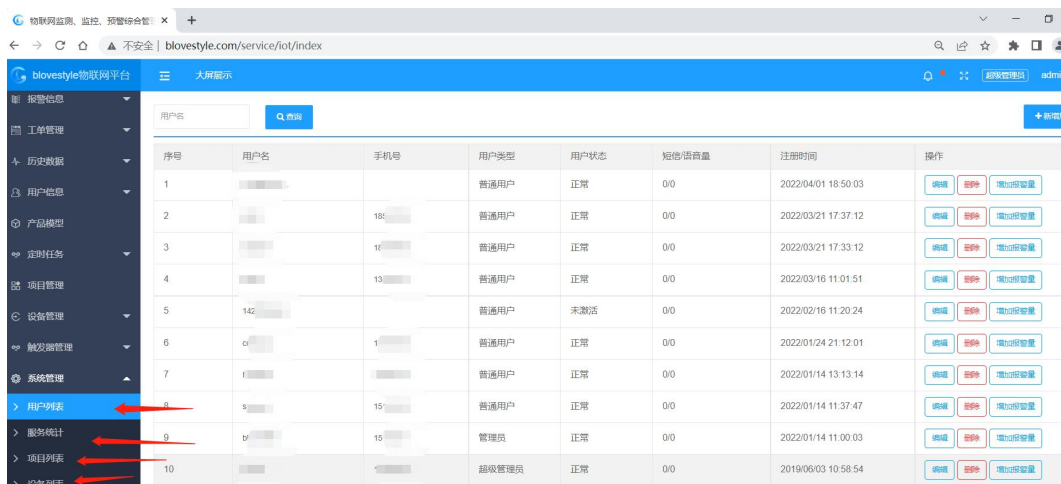 物联网监测、监控、预警综合管
不安全 | blovestyle.com/service/iot/index
blovestyle物联网平台 大屏展示 超级管理员 admi
报警信息
工单管理
历史数据
用户信息
产品模型
定时任务
项目管理
设备管理
触发器管理
系统管理
用户列表
服务统计
项目列表
设备列表
用户名 查询 +新增
序号 用户名 手机号 用户类型 用户状态 短信/语音量 注册时间 操作
1 普通用户 正常 0/0 2022/04/01 18:50:03 编辑 删除 增加报警量
2 185 普通用户 正常 0/0 2022/03/21 17:37:12 编辑 删除 增加报警量
3 18 普通用户 正常 0/0 2022/03/21 17:33:12 编辑 删除 增加报警量
4 13 普通用户 正常 0/0 2022/03/16 11:01:51 编辑 删除 增加报警量
5 142 普通用户 未激活 0/0 2022/02/16 11:20:24 编辑 删除 增加报警量
6 普通用户 正常 0/0 2022/01/24 21:12:01 编辑 删除 增加报警量
7 普通用户 正常 0/0 2022/01/14 13:13:14 编辑 删除 增加报警量
8 s 15 普通用户 正常 0/0 2022/01/14 11:37:47 编辑 删除 增加报警量
9 15 管理员 正常 0/0 2022/01/14 11:00:03 编辑 删除 增加报警量
10 超级管理员 正常 0/0 2019/06/03 10:58:54 编辑 删除 增加报警量